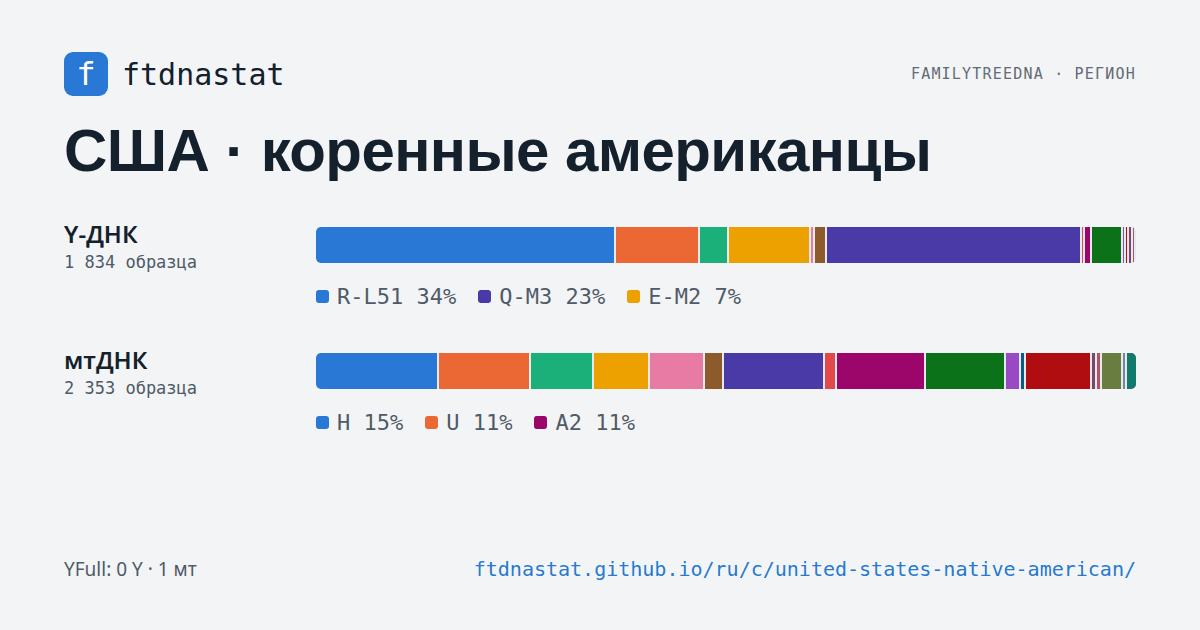 f ftdnastat
FAMILYTREEDNA · РЕГИОН
США · коренные американцы
Y-ДНК
1 834 образца
R-L51 34% Q-M3 23% E-M2 7%
мтДНК
2 353 образца
H 15% U 11% A2 11%
YFull: 0 Y · 1 мт
ftdnastat.github.io/ru/c/united-states-native-american/